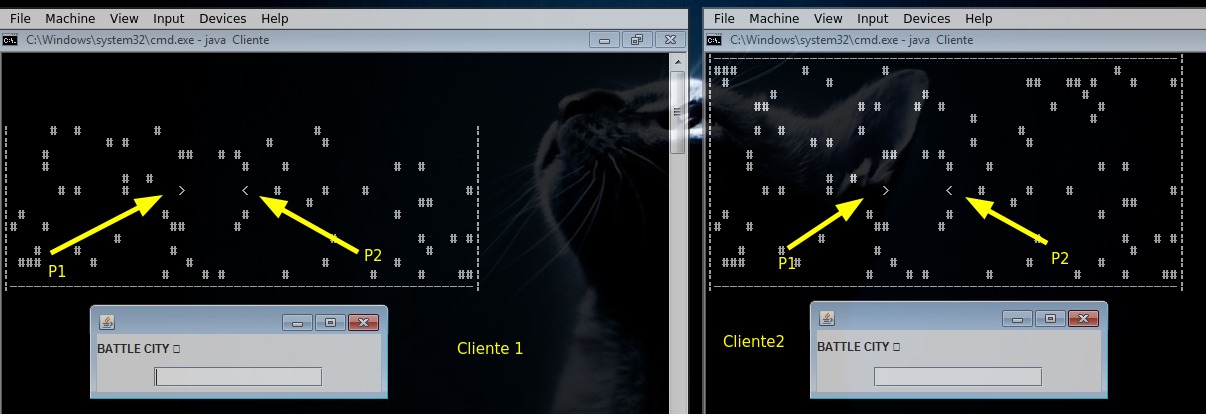 File Machine View Input Devices Help
C:\Windows\system32\cmd.exe - java Cliente
P1
P2
BATTLE CITY □
Cliente 1
File Machine View Input Devices Help
C:\Windows\system32\cmd.exe - java Cliente
P1
P2
Cliente2
BATTLE CITY □